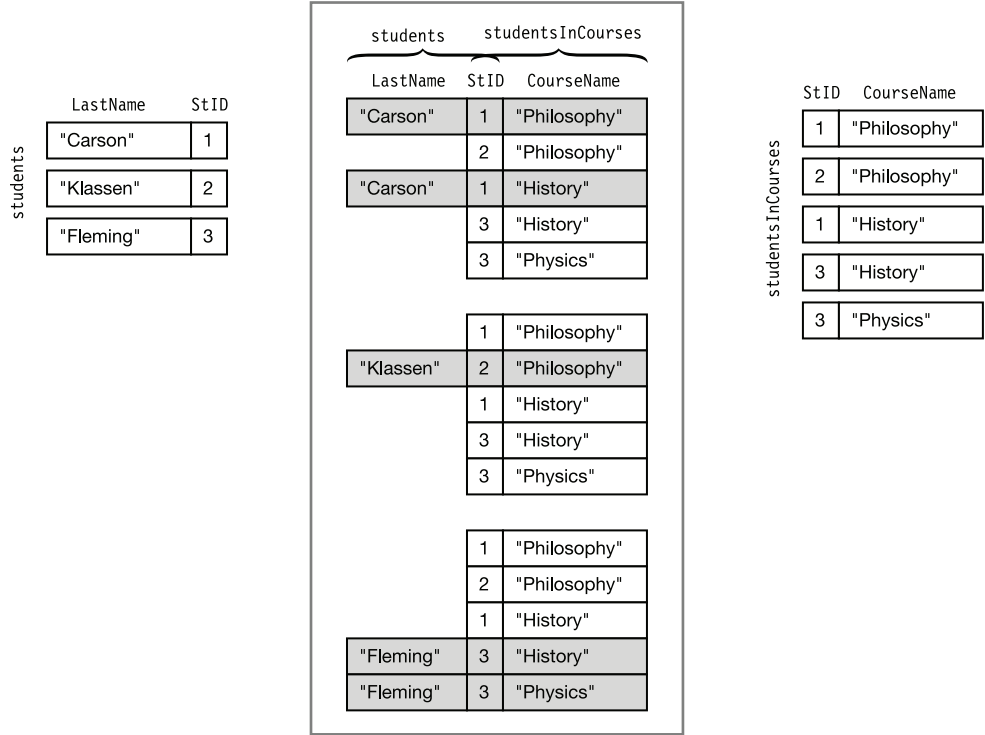 students
LastName StID
"Carson" 1
"Klassen" 2
"Fleming" 3
students studentsInCourses
LastName StID CourseName
"Carson" 1 "Philosophy"
2 "Philosophy"
"Carson" 1 "History"
3 "History"
3 "Physics"
1 "Philosophy"
"Klassen" 2 "Philosophy"
1 "History"
3 "History"
3 "Physics"
1 "Philosophy"
2 "Philosophy"
1 "History"
"Fleming" 3 "History"
"Fleming" 3 "Physics"
studentsInCourses
StID CourseName
1 "Philosophy"
2 "Philosophy"
1 "History"
3 "History"
3 "Physics"